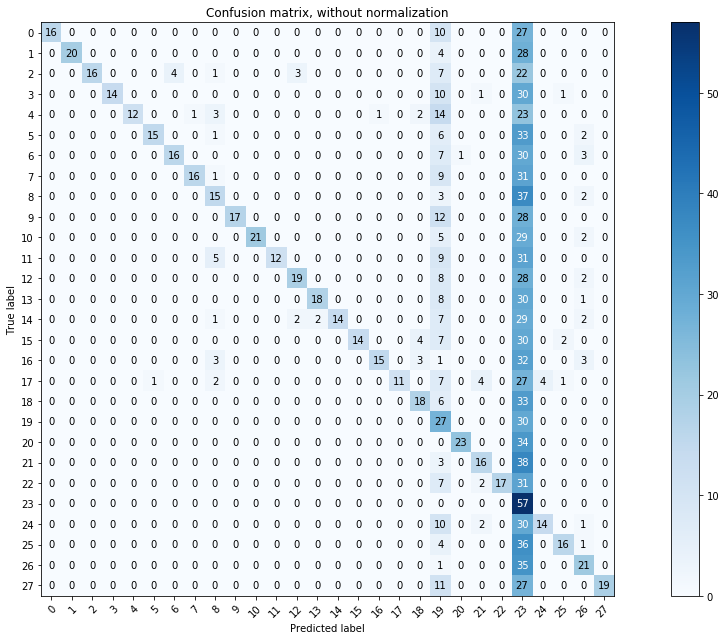 Confusion matrix, without normalization
True label
0 16 0 0 0 0 0 0 0 0 0 0 0 0 0 0 0 0 0 0 10 0 0 0 27 0 0 0 0
1 0 20 0 0 0 0 0 0 0 0 0 0 0 0 0 0 0 0 0 4 0 0 0 28 0 0 0 0
2 0 0 16 0 0 0 4 0 1 0 0 0 3 0 0 0 0 0 0 7 0 0 0 22 0 0 0 0
3 0 0 0 14 0 0 0 0 0 0 0 0 0 0 0 0 0 0 0 10 0 1 0 30 0 1 0 0
4 0 0 0 0 12 0 0 1 3 0 0 0 0 0 0 0 1 0 2 14 0 0 0 23 0 0 0 0
5 0 0 0 0 0 15 0 0 1 0 0 0 0 0 0 0 0 0 0 6 0 0 0 33 0 0 2 0
6 0 0 0 0 0 0 16 0 0 0 0 0 0 0 0 0 0 0 0 7 1 0 0 30 0 0 3 0
7 0 0 0 0 0 0 0 16 1 0 0 0 0 0 0 0 0 0 0 9 0 0 0 31 0 0 0 0
8 0 0 0 0 0 0 0 0 15 0 0 0 0 0 0 0 0 0 0 3 0 0 0 37 0 0 2 0
9 0 0 0 0 0 0 0 0 0 17 0 0 0 0 0 0 0 0 0 12 0 0 0 28 0 0 0 0
10 0 0 0 0 0 0 0 0 0 0 21 0 0 0 0 0 0 0 0 5 0 0 0 29 0 0 2 0
11 0 0 0 0 0 0 0 0 5 0 0 12 0 0 0 0 0 0 0 9 0 0 0 31 0 0 0 0
12 0 0 0 0 0 0 0 0 0 0 0 0 19 0 0 0 0 0 0 8 0 0 0 28 0 0 2 0
13 0 0 0 0 0 0 0 0 0 0 0 0 0 18 0 0 0 0 0 8 0 0 0 30 0 0 1 0
14 0 0 0 0 0 0 0 0 1 0 0 0 2 2 14 0 0 0 0 7 0 0 0 29 0 0 2 0
15 0 0 0 0 0 0 0 0 0 0 0 0 0 0 0 14 0 0 4 7 0 0 0 30 0 2 0 0
16 0 0 0 0 0 0 0 0 3 0 0 0 0 0 0 0 15 0 3 1 0 0 0 32 0 0 3 0
17 0 0 0 0 0 1 0 0 2 0 0 0 0 0 0 0 0 11 0 7 0 4 0 27 4 1 0 0
18 0 0 0 0 0 0 0 0 0 0 0 0 0 0 0 0 0 0 18 6 0 0 0 33 0 0 0 0
19 0 0 0 0 0 0 0 0 0 0 0 0 0 0 0 0 0 0 0 27 0 0 0 30 0 0 0 0
20 0 0 0 0 0 0 0 0 0 0 0 0 0 0 0 0 0 0 0 0 23 0 0 34 0 0 0 0
21 0 0 0 0 0 0 0 0 0 0 0 0 0 0 0 0 0 0 0 3 0 16 0 38 0 0 0 0
22 0 0 0 0 0 0 0 0 0 0 0 0 0 0 0 0 0 0 0 7 0 2 17 31 0 0 0 0
23 0 0 0 0 0 0 0 0 0 0 0 0 0 0 0 0 0 0 0 0 0 0 0 57 0 0 0 0
24 0 0 0 0 0 0 0 0 0 0 0 0 0 0 0 0 0 0 0 10 0 2 0 30 14 0 1 0
25 0 0 0 0 0 0 0 0 0 0 0 0 0 0 0 0 0 0 0 4 0 0 0 36 0 16 1 0
26 0 0 0 0 0 0 0 0 0 0 0 0 0 0 0 0 0 0 0 1 0 0 0 35 0 0 21 0
27 0 0 0 0 0 0 0 0 0 0 0 0 0 0 0 0 0 0 0 11 0 0 0 27 0 0 0 19
0 1 2 3 4 5 6 7 8 9 10 11 12 13 14 15 16 17 18 19 20 21 22 23 24 25 26 27
Predicted label
50
40
30
20
10
0